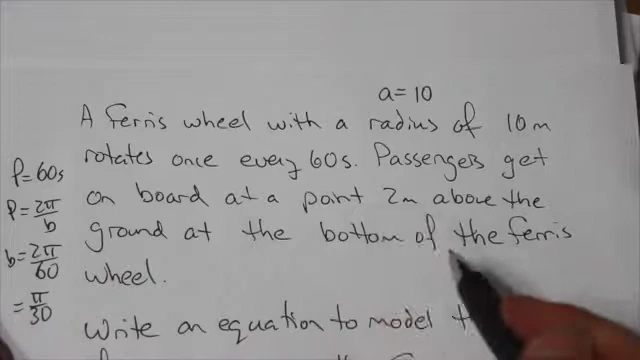 a=10
A Ferris wheel with a radius of 10m
rotates once every 60s. Passengers get
on board at a point 2m above the
ground at the bottom of the ferris
wheel.
Write an equation to model
P=60s
P=2π/b
b=2π/60
=π/30